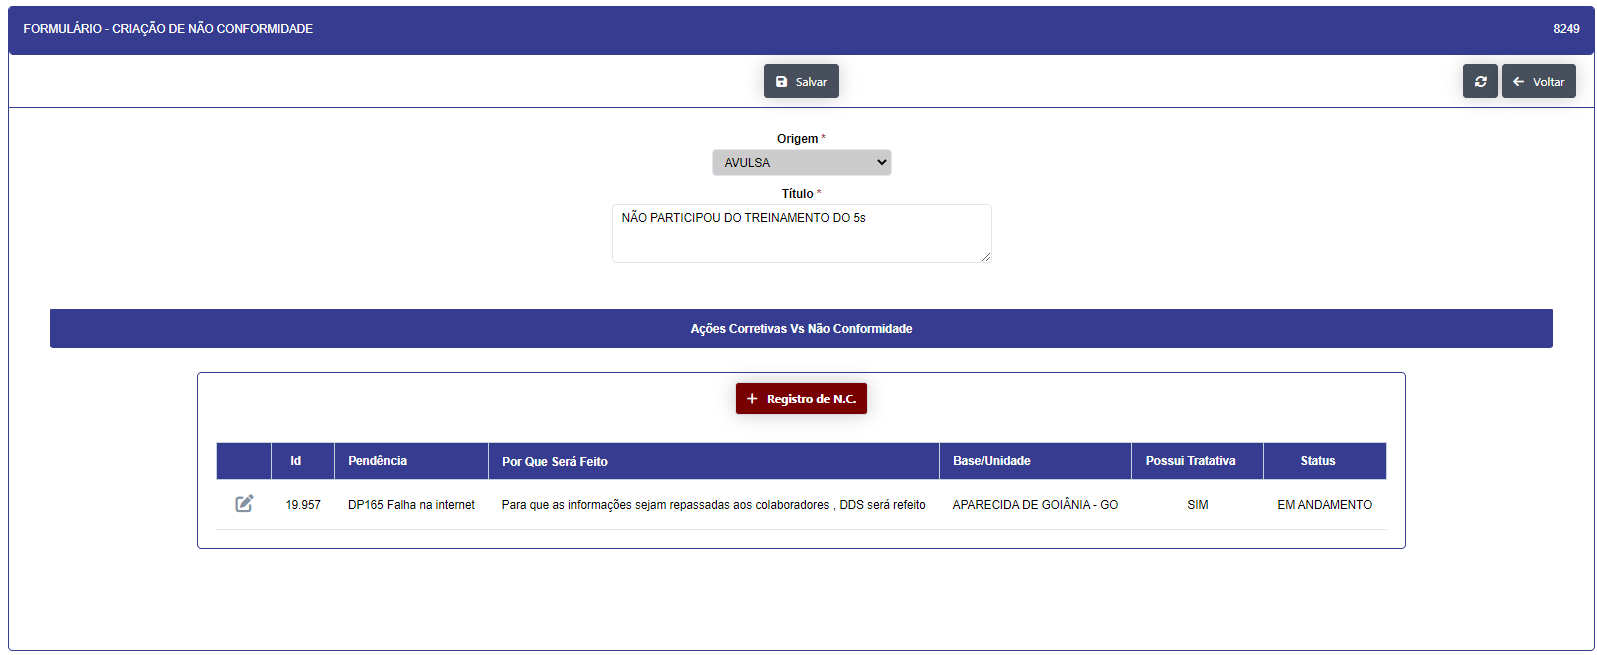 FORMULÁRIO - CRIAÇÃO DE NÃO CONFORMIDADE 8249
Salvar Voltar
Origem *
AVULSA
Título *
NÃO PARTICIPOU DO TREINAMENTO DO 5s
Ações Corretivas Vs Não Conformidade
+ Registro de N.C.
Id Pendência Por Que Será Feito Base/Unidade Possui Tratativa Status
19.957 DP165 Falha na internet Para que as informações sejam repassadas aos colaboradores , DDS será refeito APARECIDA DE GOIÂNIA - GO SIM EM ANDAMENTO